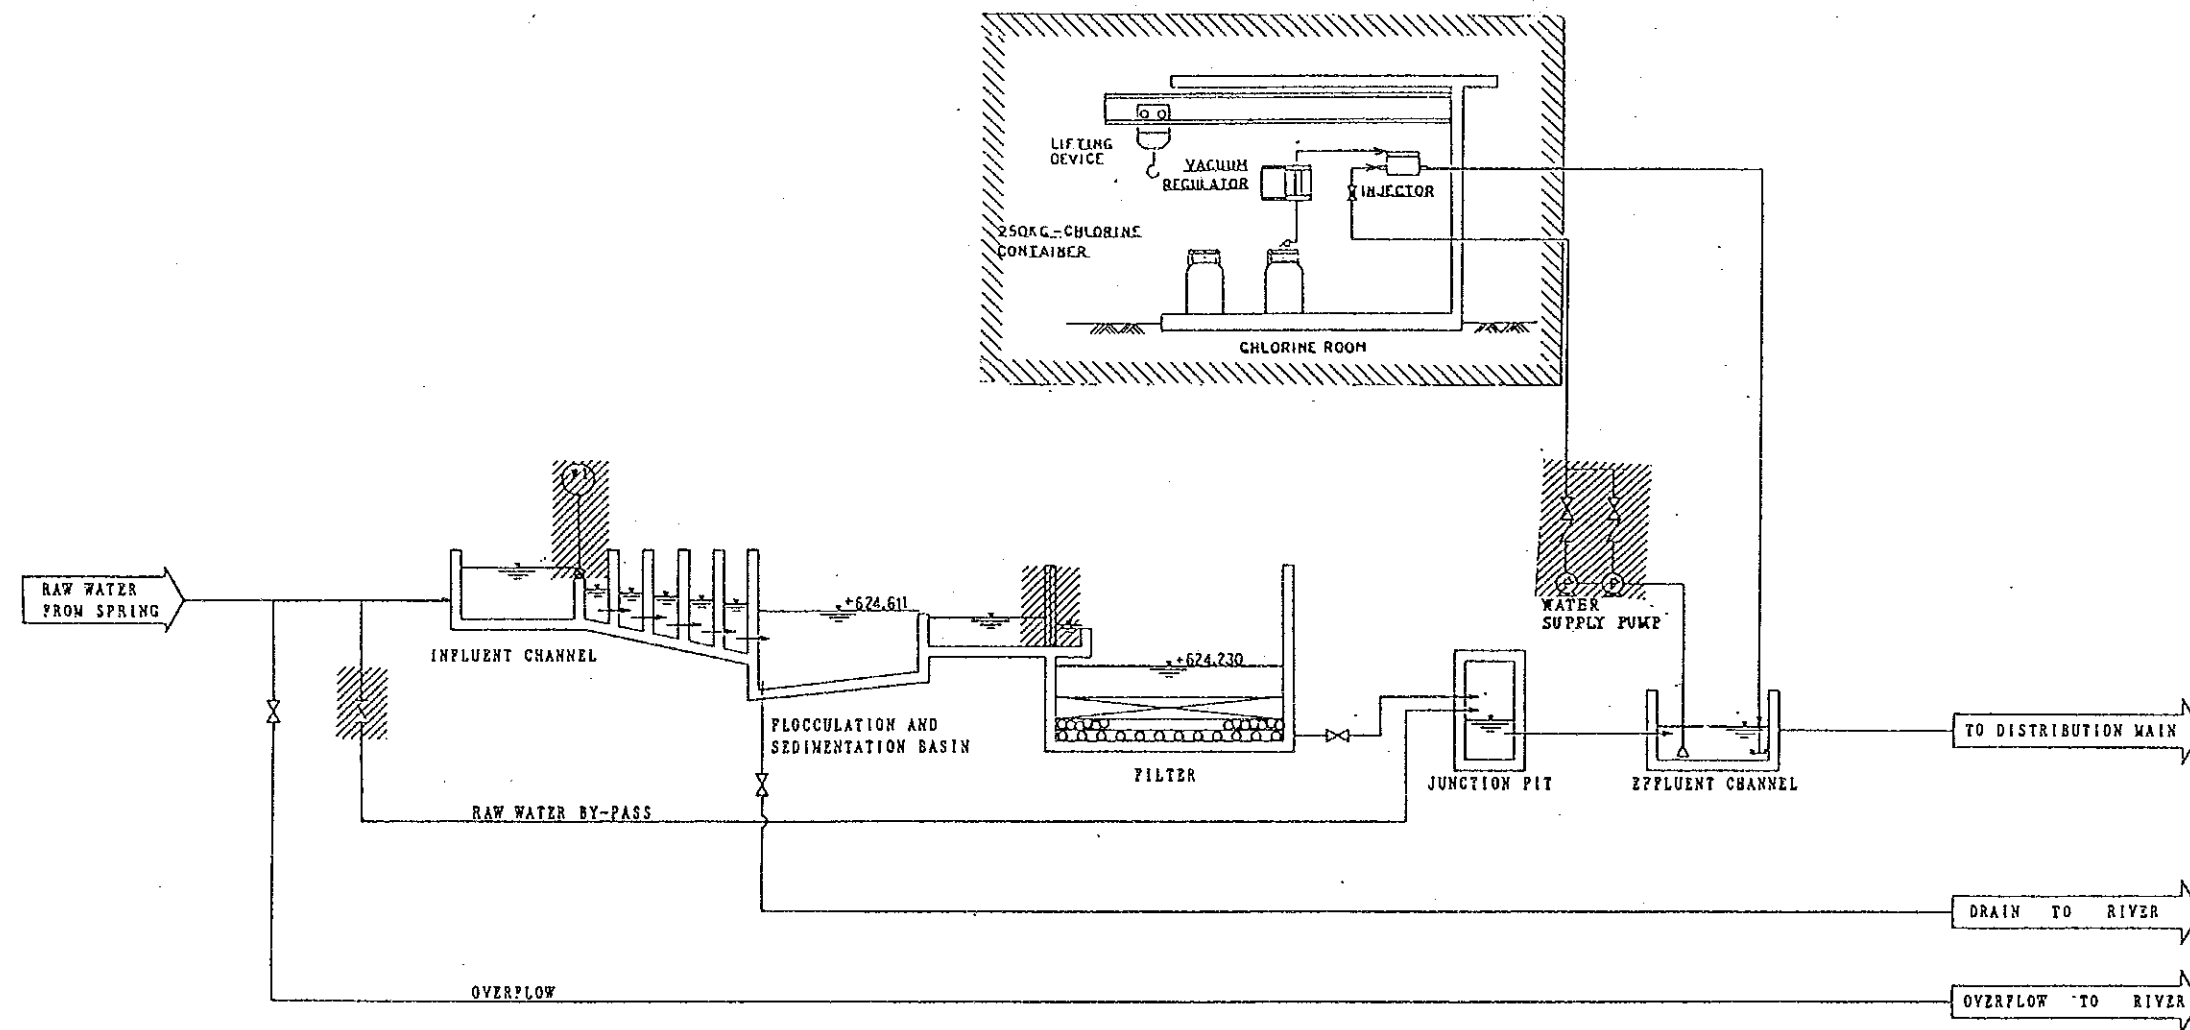 LIFTING
DEVICE
VACUUM
REGULATOR
INJECTOR
250KG-CHLORINE
CONTAINER
CHLORINE ROOM
RAW WATER
FROM SPRING
+624.611
WATER
SUPPLY PUMP
P
P
INFLUENT CHANNEL
+624.230
FLOCCULATION AND
SEDIMENTATION BASIN
FILTER
JUNCTION PIT
EFFLUENT CHANNEL
TO DISTRIBUTION MAIN
RAW WATER BY-PASS
DRAIN TO RIVER
OVERFLOW
OVERFLOW TO RIVER